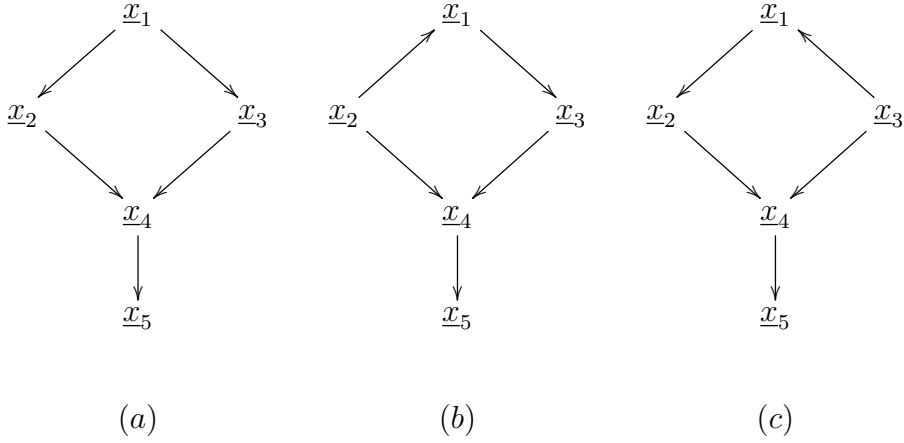 x₁ x₁ x₁
x₂ x₃ x₂ x₃ x₂ x₃
x₄ x₄ x₄
x₅ x₅ x₅
(a) (b) (c)